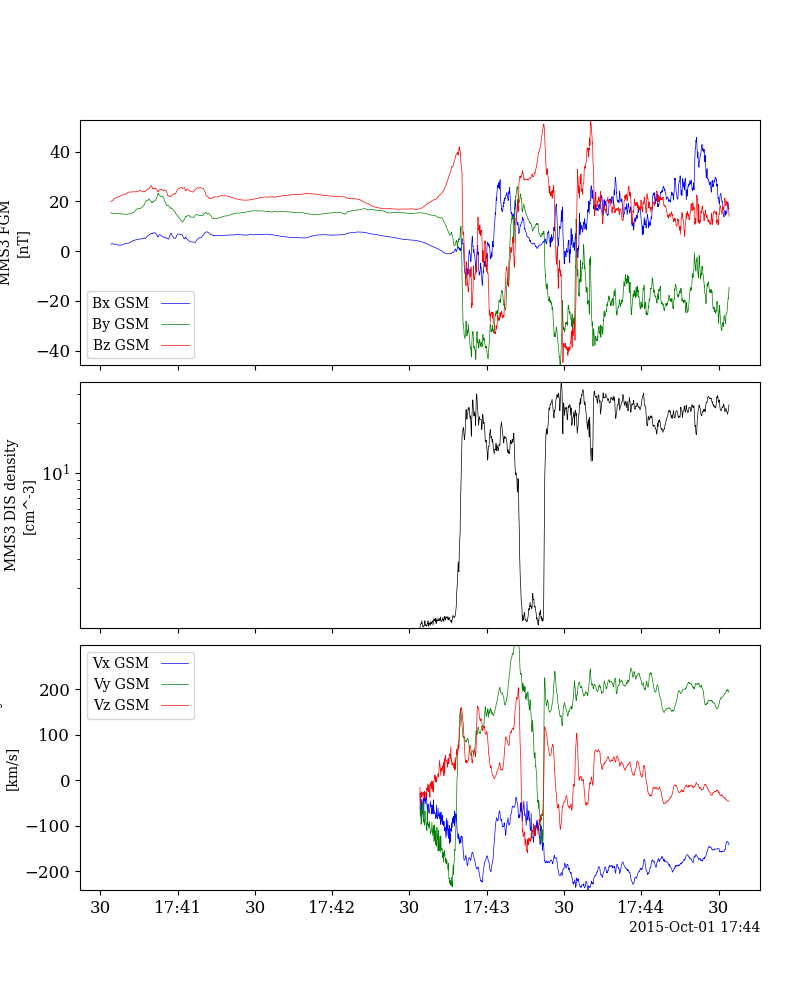 40
20
0
−20
−40
MMS3 FGM
[nT]
Bx GSM
By GSM
Bz GSM
10^1
MMS3 DIS density
[cm^-3]
200
100
0
−100
−200
[km/s]
Vx GSM
Vy GSM
Vz GSM
30 17:41 30 17:42 30 17:43 30 17:44 30
2015-Oct-01 17:44